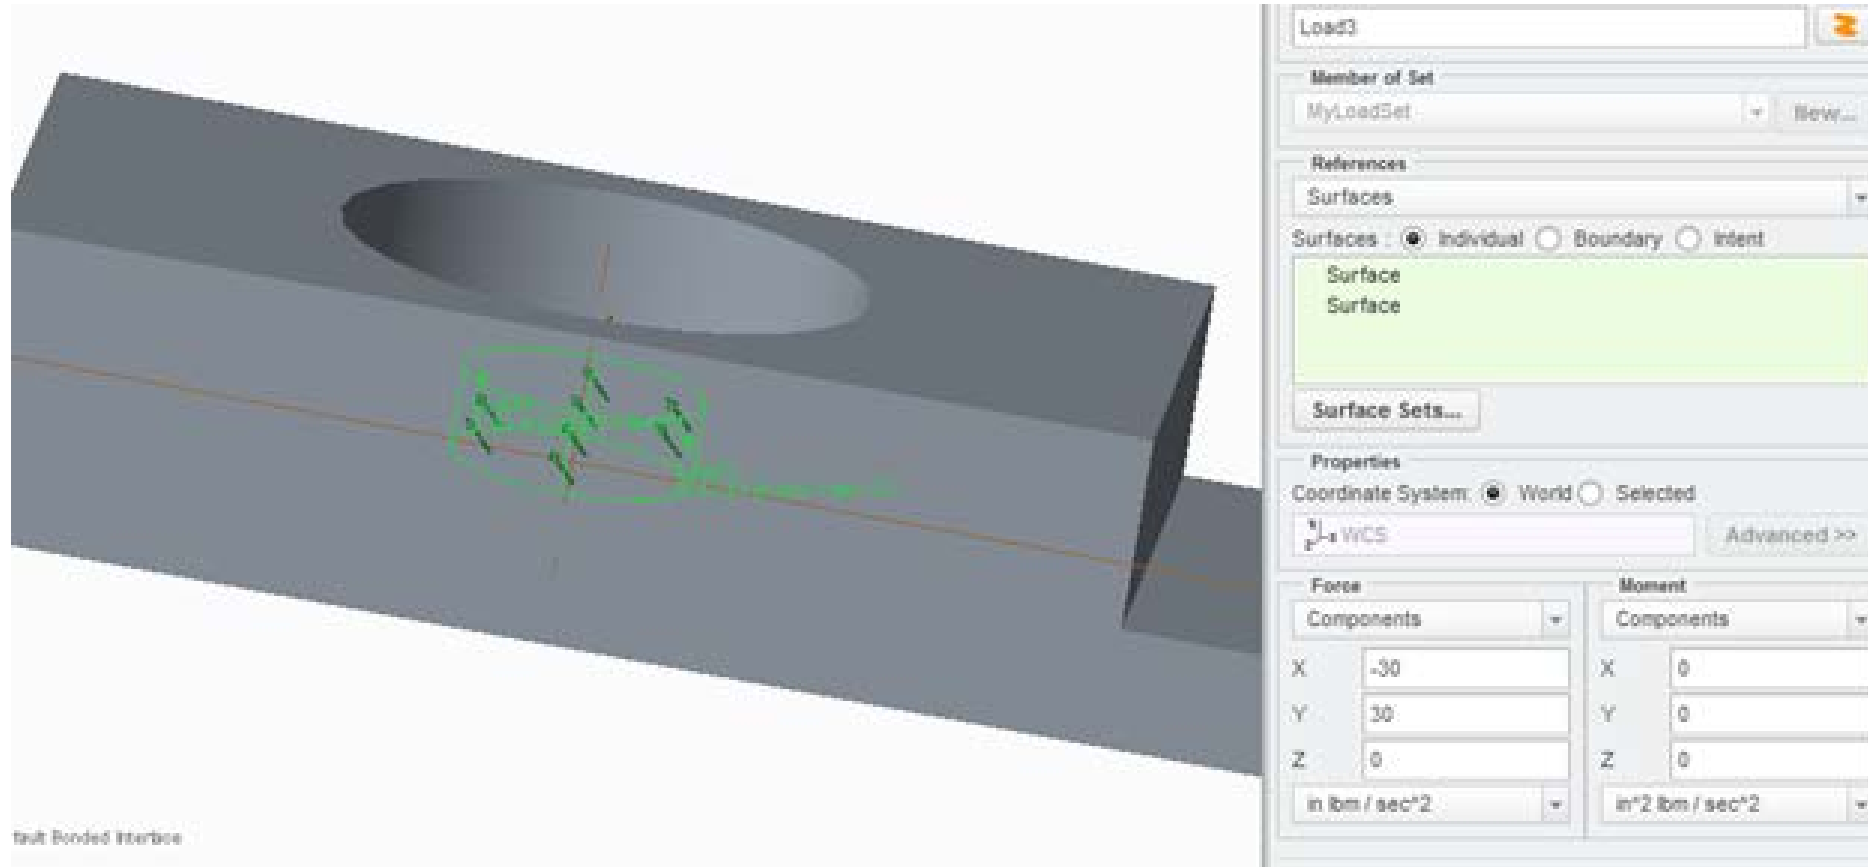 Load3
Member of Set
MyLoadSet New...
References
Surfaces
Surfaces : Individual Boundary Intent
Surface
Surface
Surface Sets...
Properties
Coordinate System: World Selected
WCS Advanced >>
Force Moment
Components Components
X -30 X 0
Y 30 Y 0
Z 0 Z 0
in lbm / sec^2 in^2 lbm / sec^2
Bonded Interface